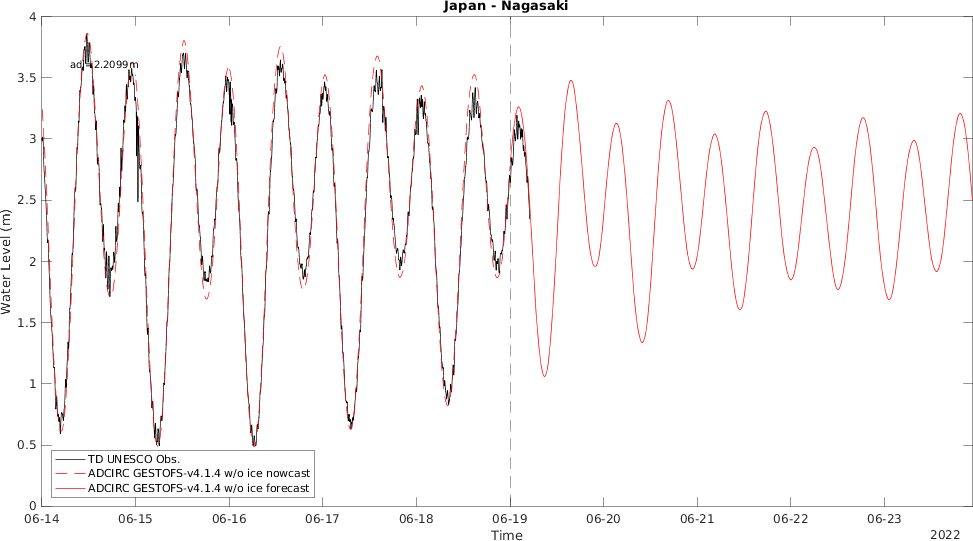 Japan - Nagasaki
4
3.5
3
2.5
2
1.5
1
0.5
0
Water Level (m)
2.2099
TD UNESCO Obs.
ADCIRC GESTOFS-v4.1.4 w/o ice nowcast
ADCIRC GESTOFS-v4.1.4 w/o ice forecast
06-14 06-15 06-16 06-17 06-18 06-19 06-20 06-21 06-22 06-23
Time
2022